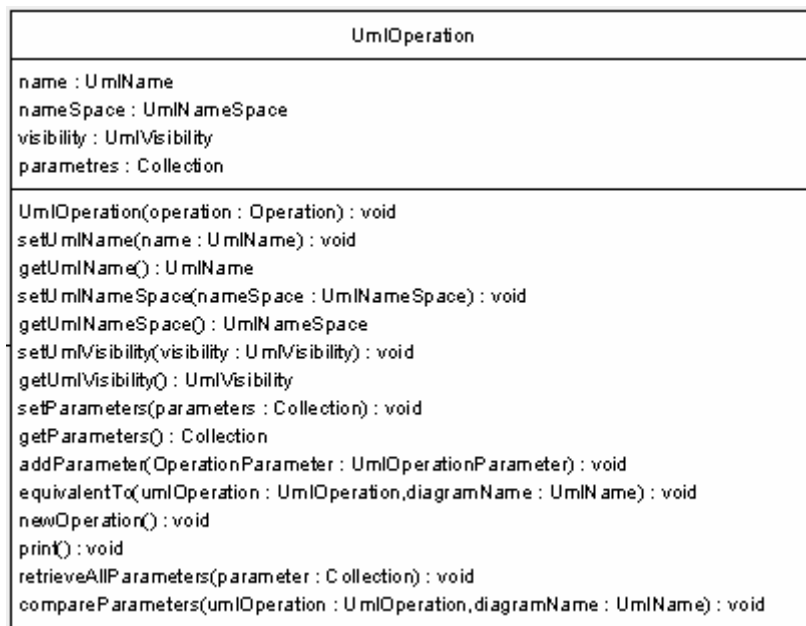 UmlOperation
name : UmlName
nameSpace : UmlNameSpace
visibility : UmlVisibility
parametres : Collection
UmlOperation(operation : Operation) : void
setUmlName(name : UmlName) : void
getUmlName() : UmlName
setUmlNameSpace(nameSpace : UmlNameSpace) : void
getUmlNameSpace() : UmlNameSpace
setUmlVisibility(visibility : UmlVisibility) : void
getUmlVisibility() : UmlVisibility
setParameters(parameters : Collection) : void
getParameters() : Collection
addParameter(OperationParameter : UmlOperationParameter) : void
equivalentTo(umlOperation : UmlOperation,diagramName : UmlName) : void
newOperation() : void
print() : void
retrieveAllParameters(parameter : Collection) : void
compareParameters(umlOperation : UmlOperation,diagramName : UmlName) : void